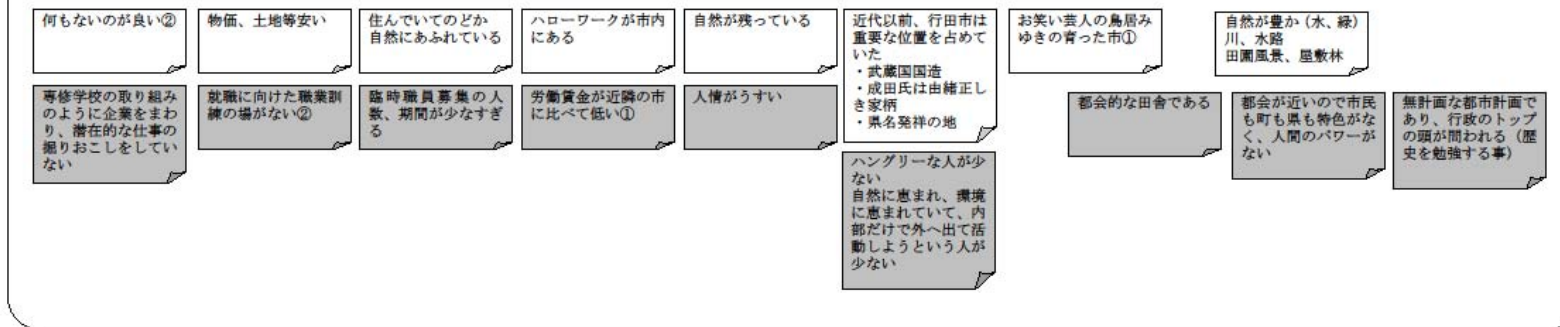 何もないのが良い②
物価、土地等安い
住んでいてのどか
自然にあふれている
ハローワークが市内
にある
自然が残っている
近代以前、行田市は
重要な位置を占めて
いた
・武蔵国国造
・成田氏は由緒正し
き家柄
・県名発祥の地
お笑い芸人の鳥居み
ゆきの育った市①
自然が豊か（水、緑）
川、水路
田園風景、屋敷林
専修学校の取り組み
のように企業をまわ
り、潜在的な仕事の
掘りおこしをしてい
ない
就職に向けた職業訓
練の場がない②
臨時職員募集の人
数、期間が少なすぎ
る
労働賃金が近隣の市
に比べて低い①
人情がうすい
ハングリーな人が少
ない
自然に恵まれ、環境
に恵まれていて、内
部だけで外へ出て活
動しようという人が
少ない
都会的な田舎である
都会が近いので市民
も町も県も特色がな
く、人間のパワーが
ない
無計画な都市計画で
あり、行政のトップ
の頭が問われる（歴
史を勉強する事）